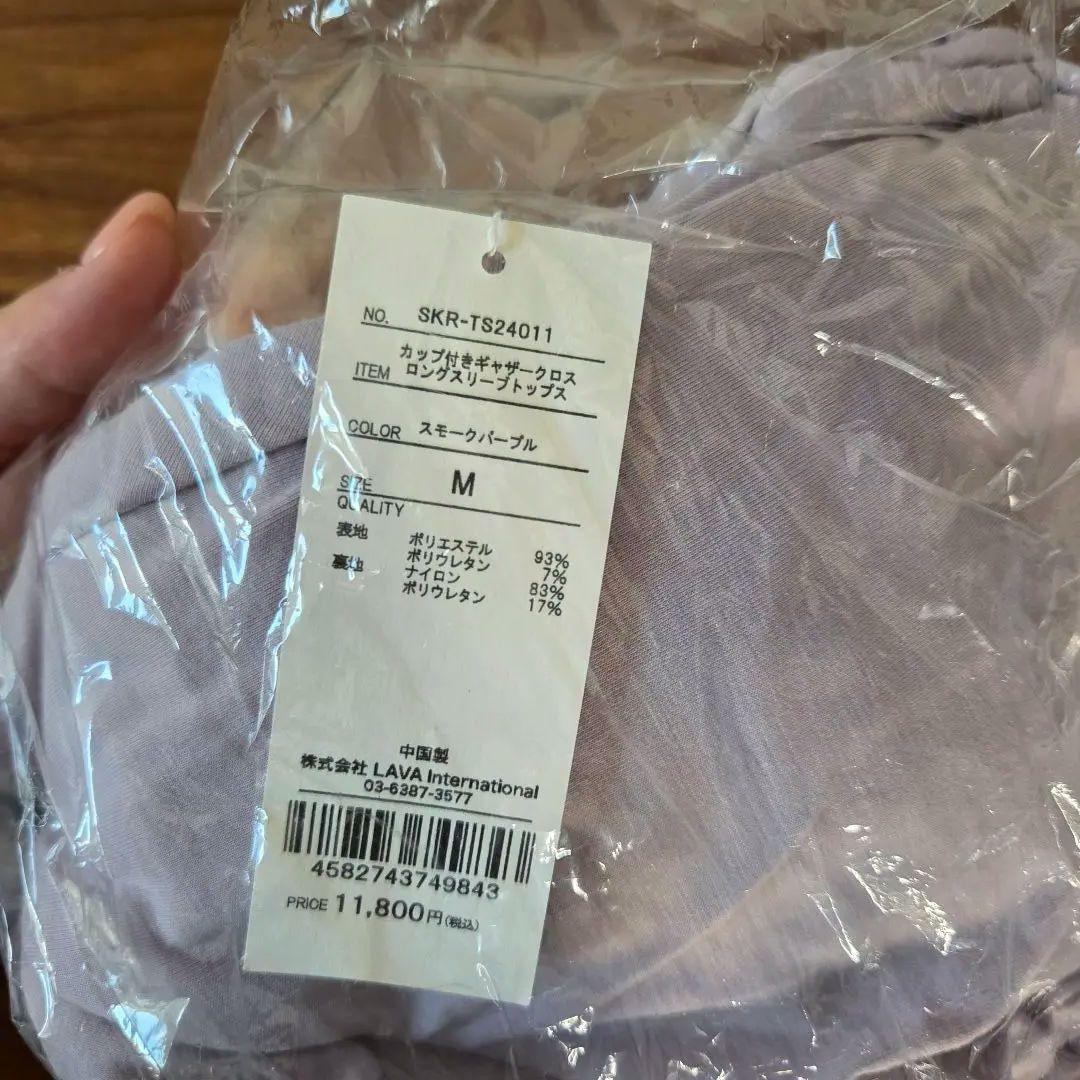 NO. SKR-TS24011
カップ付きギャザークロス
ITEM ロングスリーブトップス
COLOR スモークパープル
SIZE M
QUALITY
表地 ポリエステル 93%
ポリウレタン 7%
裏地 ナイロン 83%
ポリウレタン 17%
中国製
株式会社 LAVA International
03-6387-3577
4582743749843
PRICE 11,800円(税込)